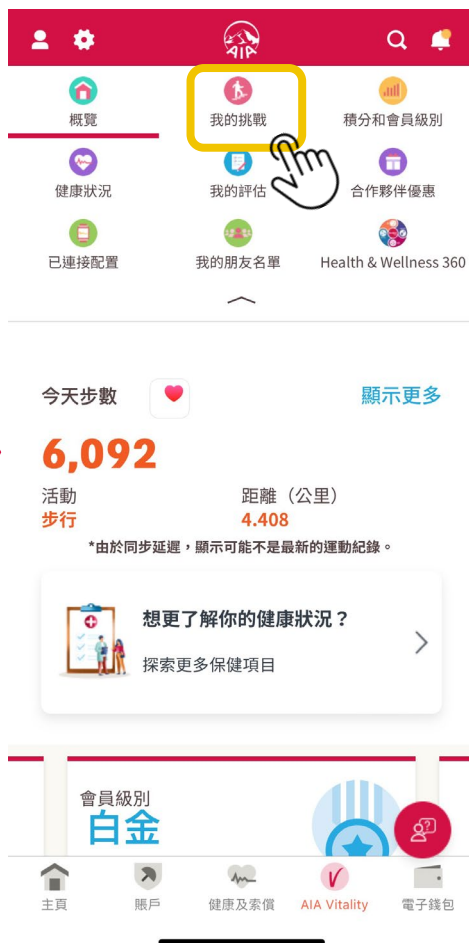 AIA
概覽
我的挑戰
積分和會員級別
健康狀況
我的評估
合作夥伴優惠
已連接配置
我的朋友名單
Health & Wellness 360
今天步數
顯示更多
6,092
活動
距離（公里）
步行
4.408
*由於同步延遲，顯示可能不是最新的運動紀錄。
想更了解你的健康狀況？
探索更多保健項目
會員級別
白金
主頁
賬戶
健康及索償
AIA Vitality
電子錢包